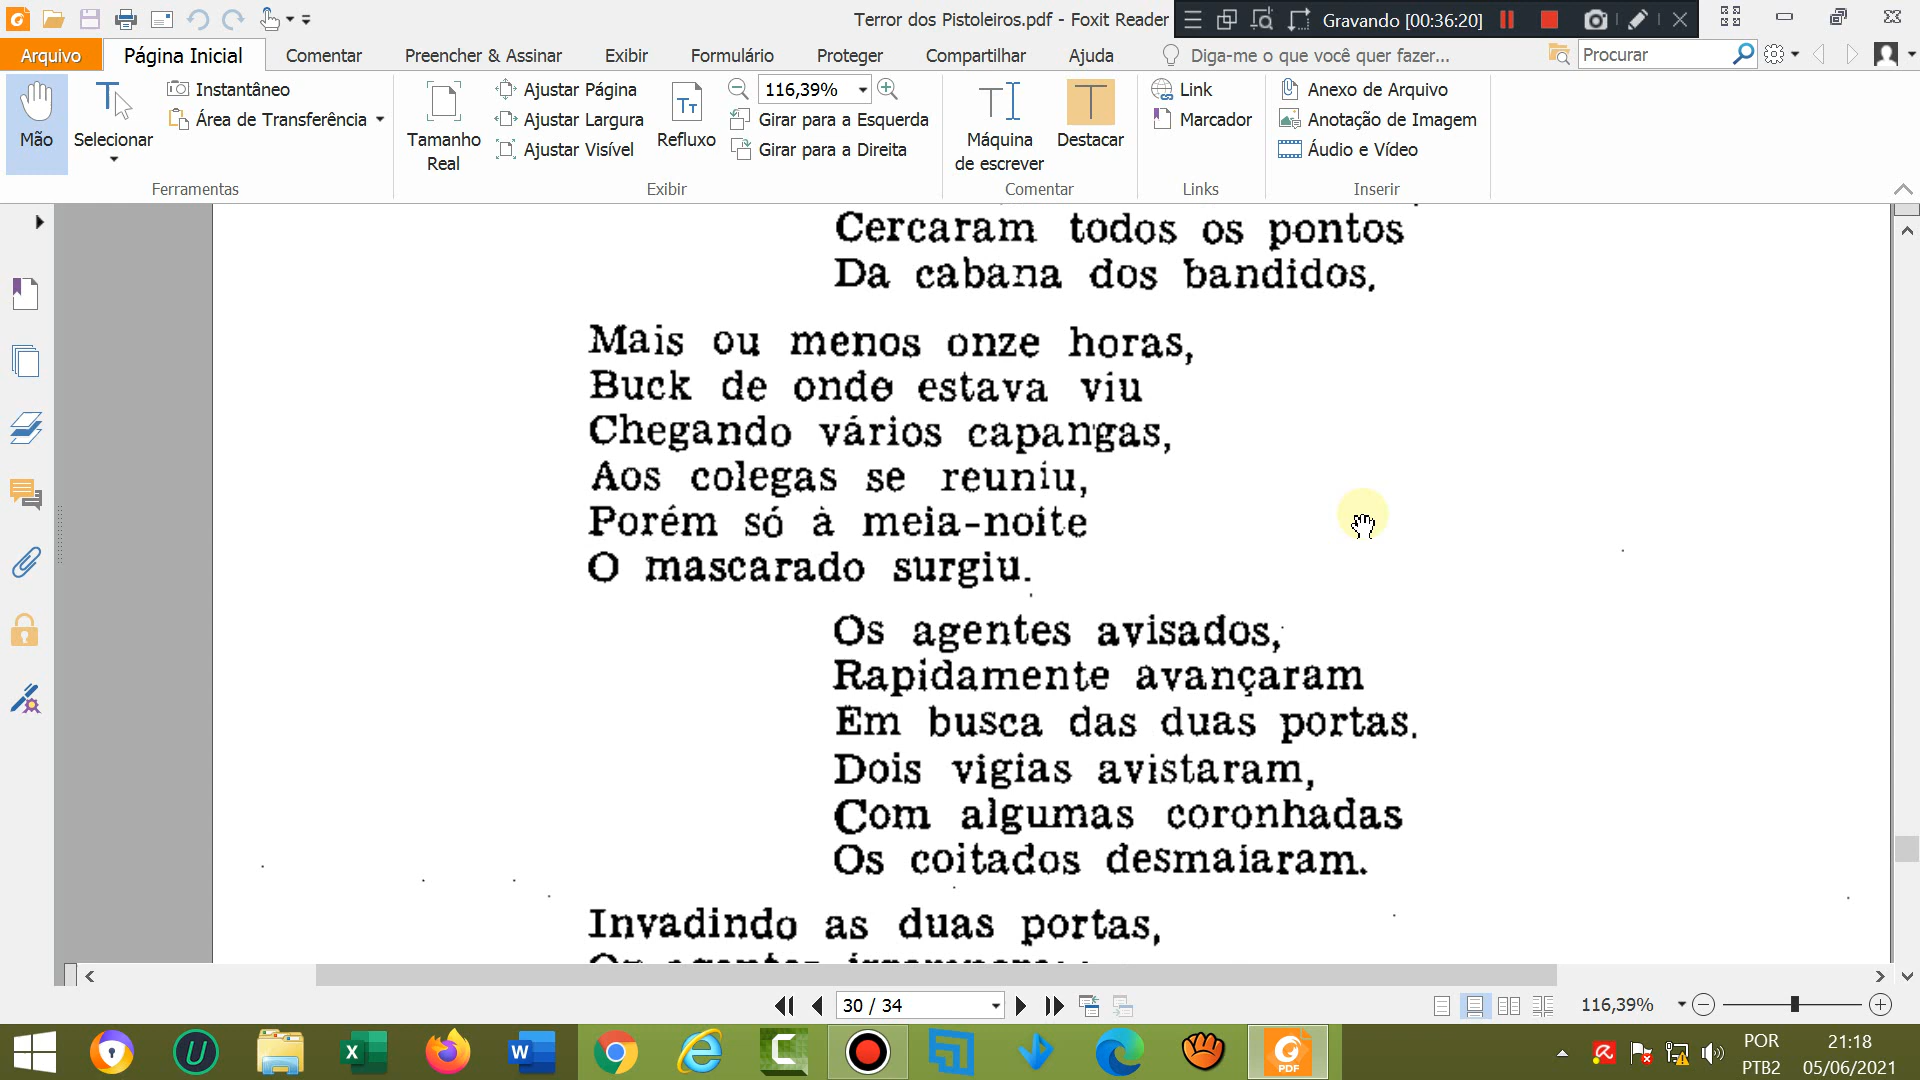 Terror dos Pistoleiros.pdf - Foxit Reader
Gravando [00:36:20]
Arquivo
Página Inicial
Comentar
Preencher & Assinar
Exibir
Formulário
Proteger
Compartilhar
Ajuda
Diga-me o que você quer fazer...
Procurar
Mão
Selecionar
Instantâneo
Área de Transferência
Ferramentas
Tamanho
Real
Ajustar Página
Ajustar Largura
Ajustar Visível
Refluxo
116,39%
Girar para a Esquerda
Girar para a Direita
Exibir
Máquina
de escrever
Destacar
Comentar
Link
Marcador
Links
Anexo de Arquivo
Anotação de Imagem
Áudio e Vídeo
Inserir
Cercaram todos os pontos
Da cabana dos bandidos.
Mais ou menos onze horas,
Buck de onde estava viu
Chegando vários capangas,
Aos colegas se reuniu,
Porém só à meia-noite
O mascarado surgiu.
Os agentes avisados,
Rapidamente avançaram
Em busca das duas portas.
Dois vigias avistaram,
Com algumas coronhadas
Os coitados desmaiaram.
Invadindo as duas portas,
30 / 34
116,39%
POR
PTB2
21:18
05/06/2021